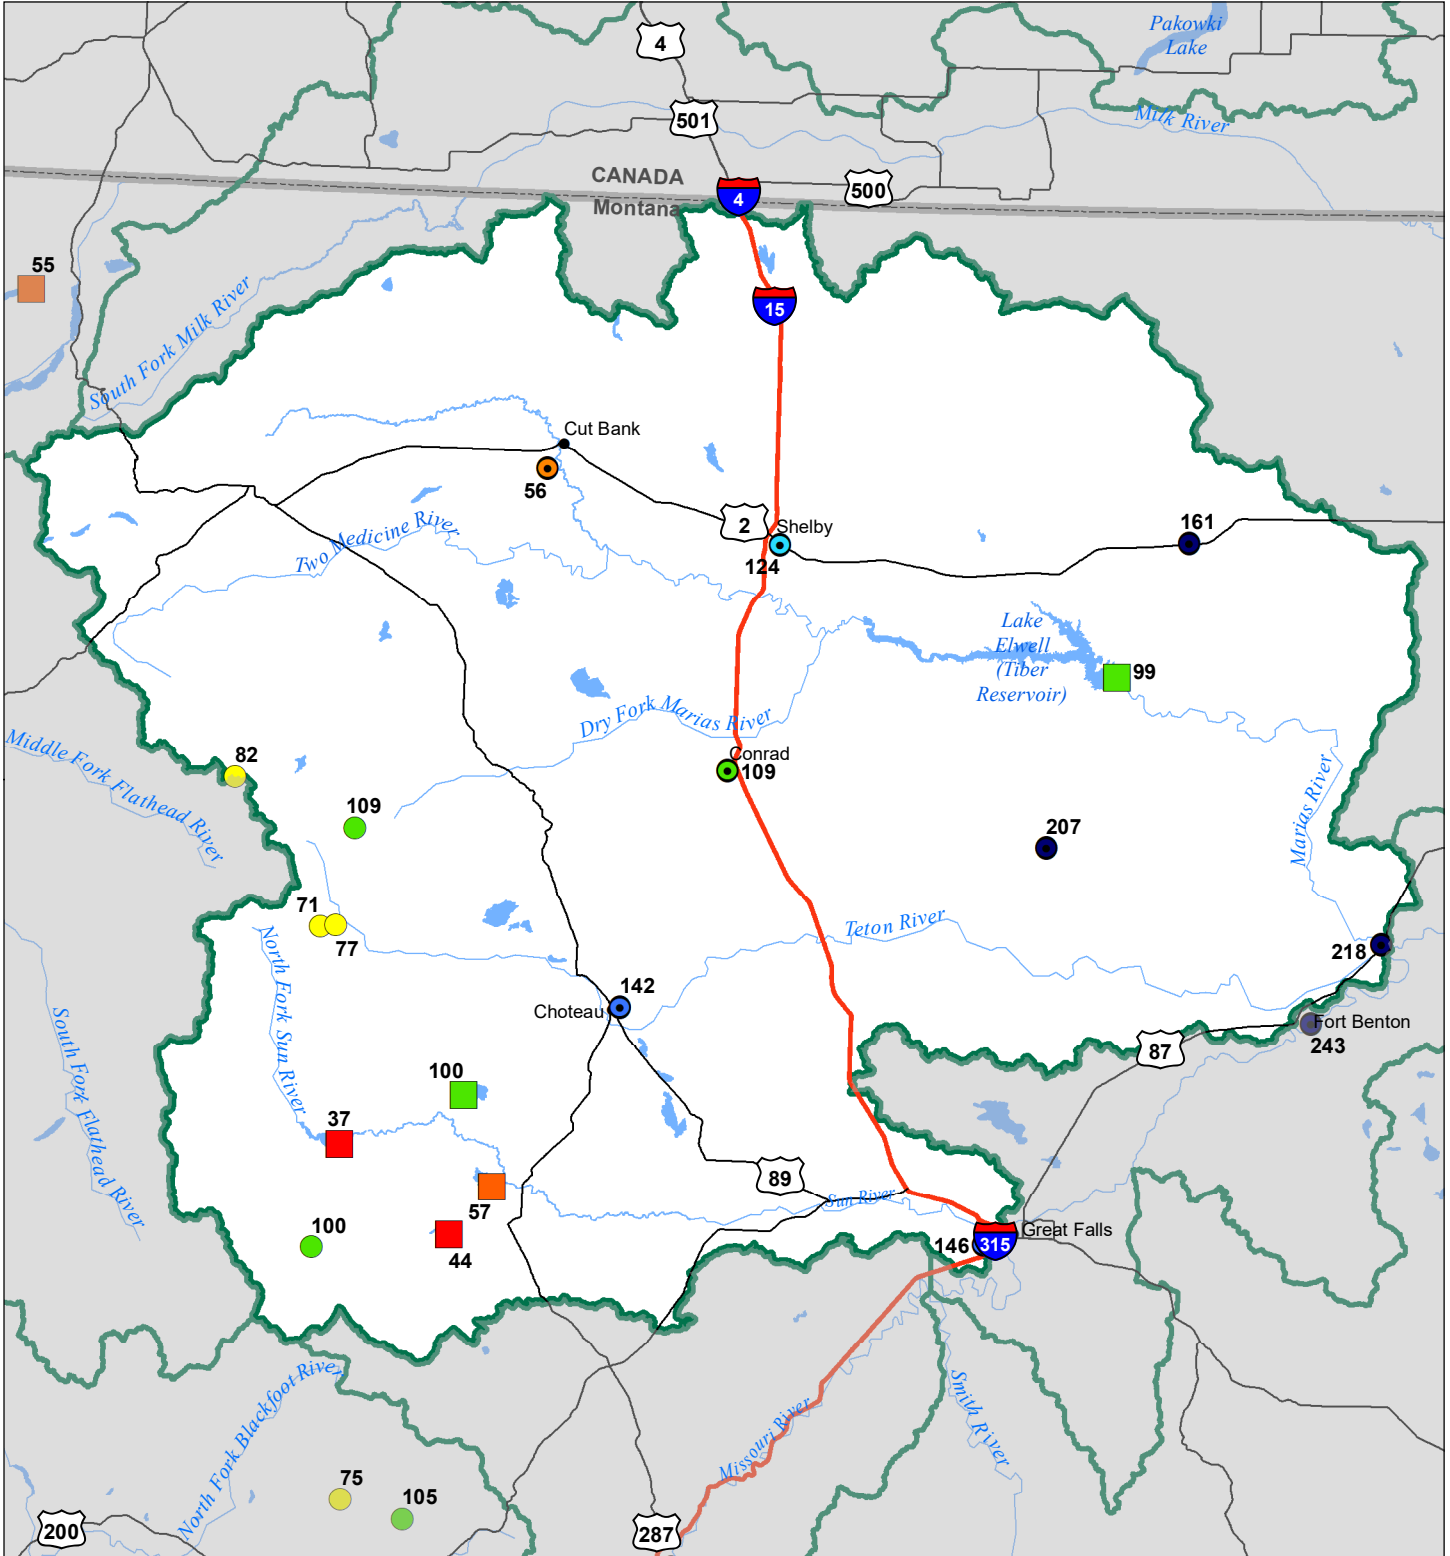 Pakowki
Lake
4
501
Milk River
CANADA
Montana
4
500
55
15
South Fork Milk River
Cut Bank
56
2
Shelby
124
161
Two Medicine River
Lake
Elwell
(Tiber
Reservoir)
99
Dry Fork Marias River
Middle Fork Flathead River
82
Conrad
109
109
207
Marias River
71
77
Teton River
218
North Fork Sun River
142
Choteau
Fort Benton
243
87
South Fork Flathead River
100
37
89
57
Sun River
100
44
146
315
Great Falls
North Fork Blackfoot River
Missouri River
Smith River
75
105
200
287